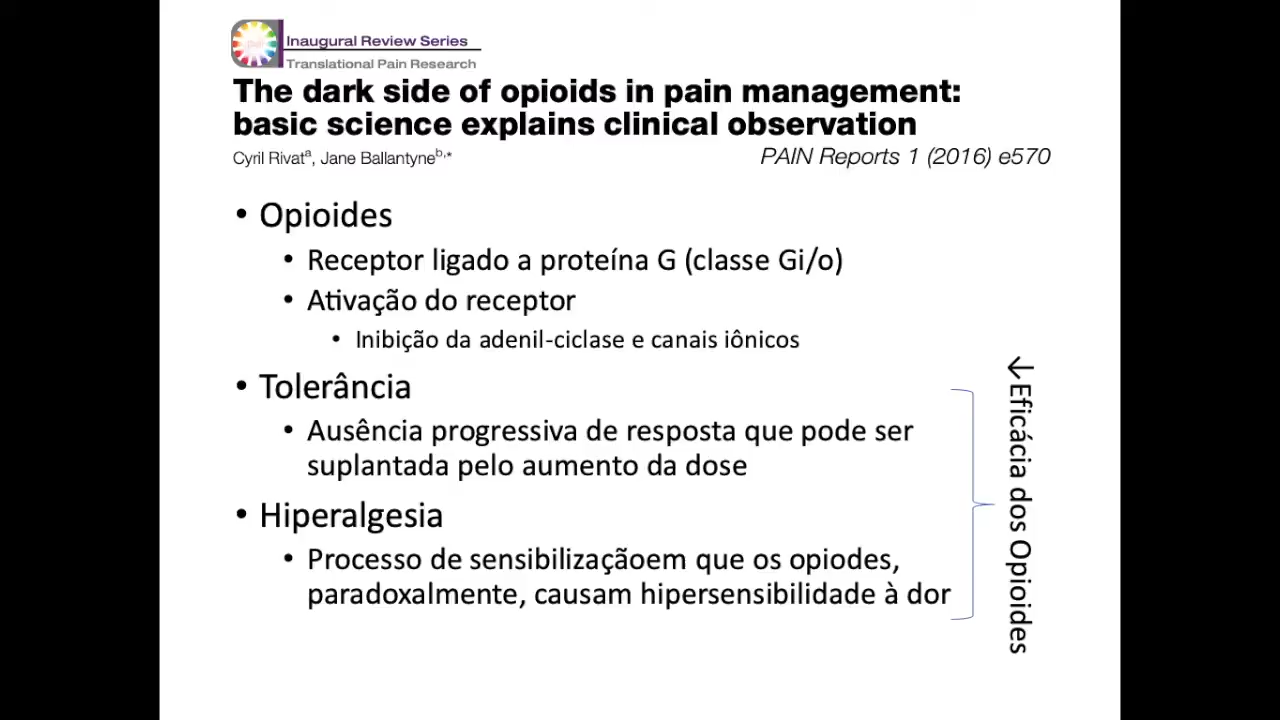 Inaugural Review Series
Translational Pain Research
The dark side of opioids in pain management:
basic science explains clinical observation
Cyril Rivatᵃ, Jane Ballantyneᵇ,*
PAIN Reports 1 (2016) e570
• Opioides
• Receptor ligado a proteína G (classe Gi/o)
• Ativação do receptor
• Inibição da adenil-ciclase e canais iônicos
• Tolerância
• Ausência progressiva de resposta que pode ser
suplantada pelo aumento da dose
• Hiperalgesia
• Processo de sensibilizaçãoem que os opiodes,
paradoxalmente, causam hipersensibilidade à dor
↓Eficácia dos Opioides